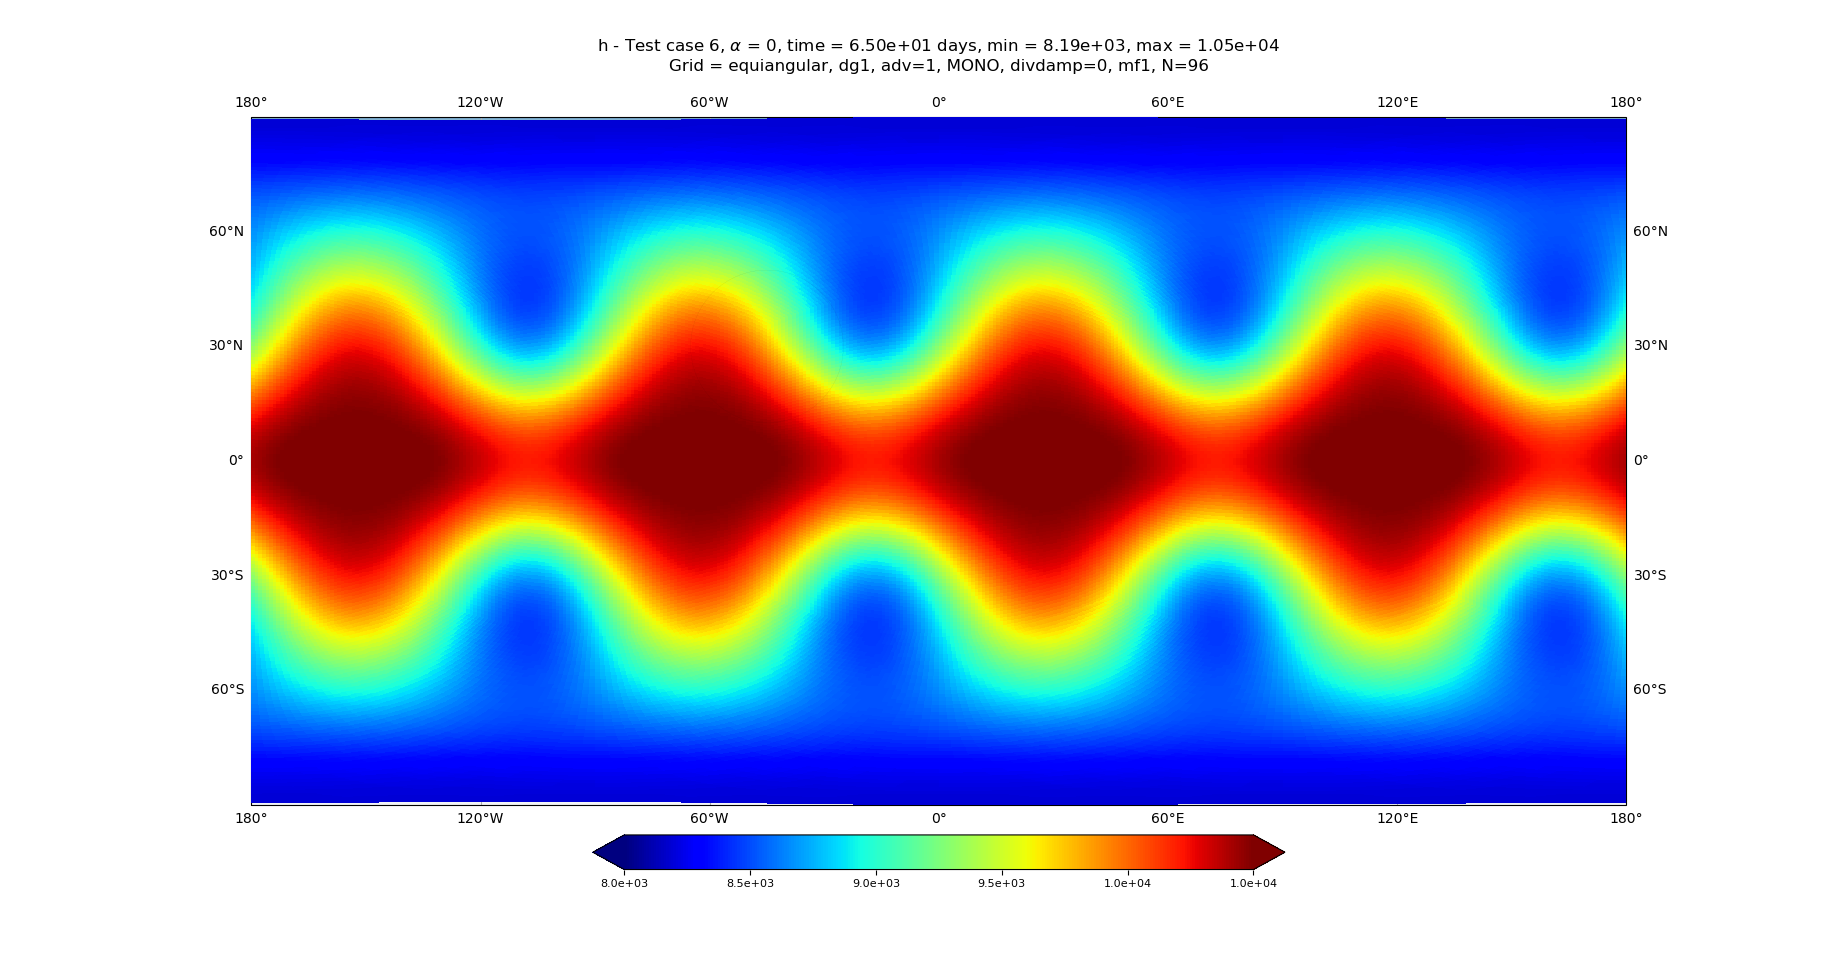 h - Test case 6, α = 0, time = 6.50e+01 days, min = 8.19e+03, max = 1.05e+04
Grid = equiangular, dg1, adv=1, MONO, divdamp=0, mf1, N=96
180° 120°W 60°W 0° 60°E 120°E 180°
60°N 60°N
30°N 30°N
0° 0°
30°S 30°S
60°S 60°S
180° 120°W 60°W 0° 60°E 120°E 180°
8.0e+03 8.5e+03 9.0e+03 9.5e+03 1.0e+04 1.0e+04